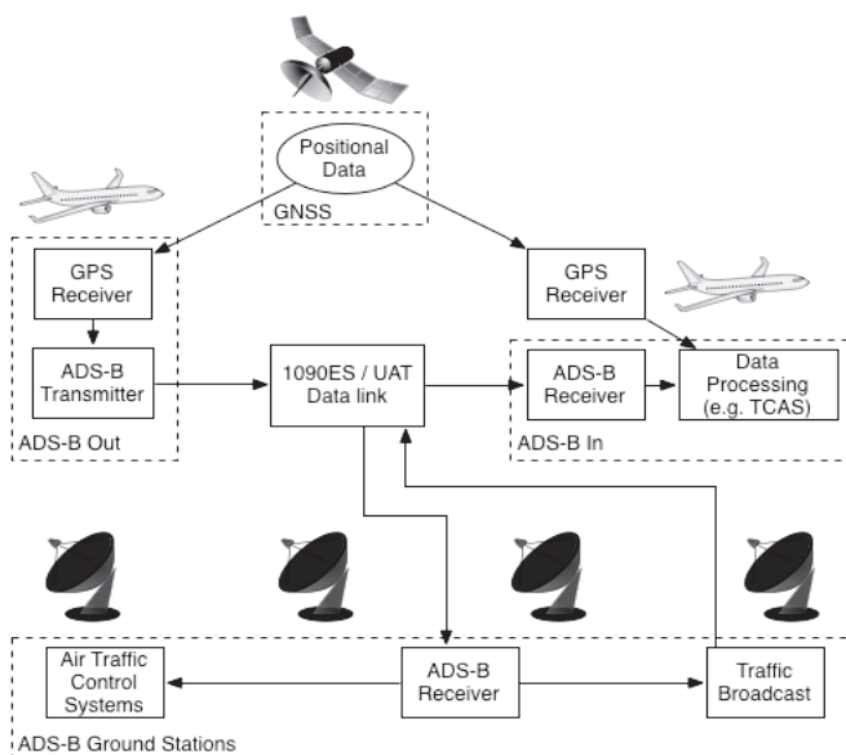 Positional
Data
GNSS
GPS
Receiver
GPS
Receiver
ADS-B
Transmitter
1090ES / UAT
Data link
ADS-B
Receiver
Data
Processing
(e.g. TCAS)
ADS-B Out
ADS-B In
Air Traffic
Control
Systems
ADS-B
Receiver
Traffic
Broadcast
ADS-B Ground Stations